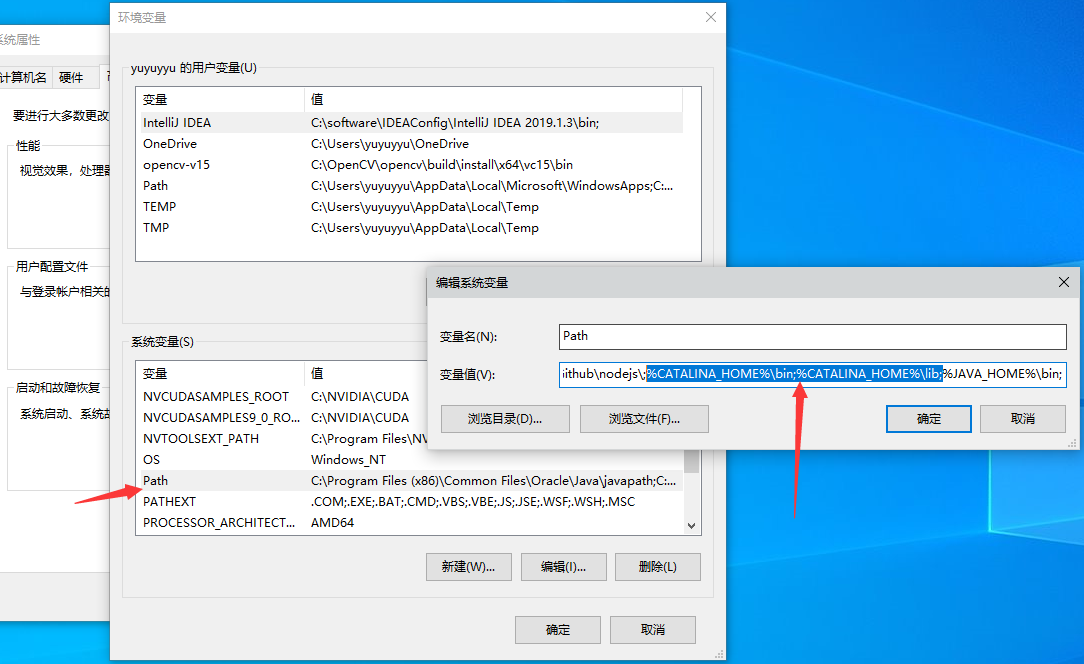 环境变量
系统属性
计算机名 硬件
要进行大多数更改
性能
视觉效果，处理器
用户配置文件
与登录帐户相关的
启动和故障恢复
系统启动、系统故
yuyuyyu 的用户变量(U)
变量 值
IntelliJ IDEA C:\software\IDEAConfig\IntelliJ IDEA 2019.1.3\bin;
OneDrive C:\Users\yuyuyyu\OneDrive
opencv-v15 C:\OpenCV\opencv\build\install\x64\vc15\bin
Path C:\Users\yuyuyyu\AppData\Local\Microsoft\WindowsApps;C:...
TEMP C:\Users\yuyuyyu\AppData\Local\Temp
TMP C:\Users\yuyuyyu\AppData\Local\Temp
编辑系统变量
变量名(N): Path
变量值(V): ithub\nodejs\;%CATALINA_HOME%\bin;%CATALINA_HOME%\lib;%JAVA_HOME%\bin;
浏览目录(D)... 浏览文件(F)... 确定 取消
系统变量(S)
变量 值
NVCUDASAMPLES_ROOT C:\NVIDIA\CUDA
NVCUDASAMPLES9_0_RO... C:\NVIDIA\CUDA
NVTOOLSEXT_PATH C:\Program Files\NV
OS Windows_NT
Path C:\Program Files (x86)\Common Files\Oracle\Java\javapath;C:...
PATHEXT .COM;.EXE;.BAT;.CMD;.VBS;.VBE;.JS;.JSE;.WSF;.WSH;.MSC
PROCESSOR_ARCHITECT... AMD64
新建(W)... 编辑(I)... 删除(L)
确定 取消